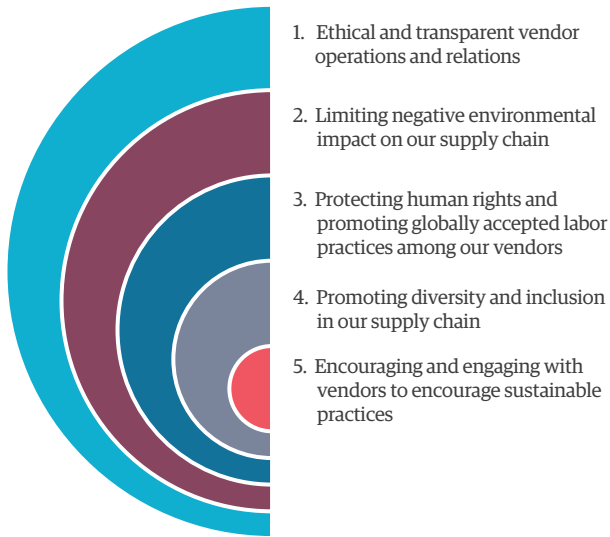 1. Ethical and transparent vendor
operations and relations
2. Limiting negative environmental
impact on our supply chain
3. Protecting human rights and
promoting globally accepted labor
practices among our vendors
4. Promoting diversity and inclusion
in our supply chain
5. Encouraging and engaging with
vendors to encourage sustainable
practices